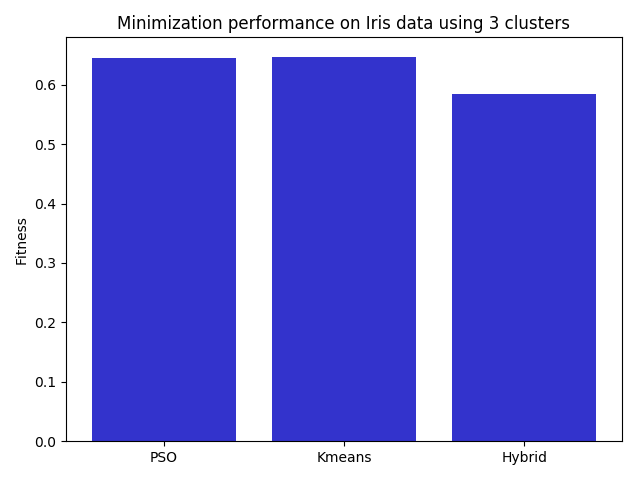 Minimization performance on Iris data using 3 clusters
Fitness
0.6
0.5
0.4
0.3
0.2
0.1
0.0
PSO Kmeans Hybrid